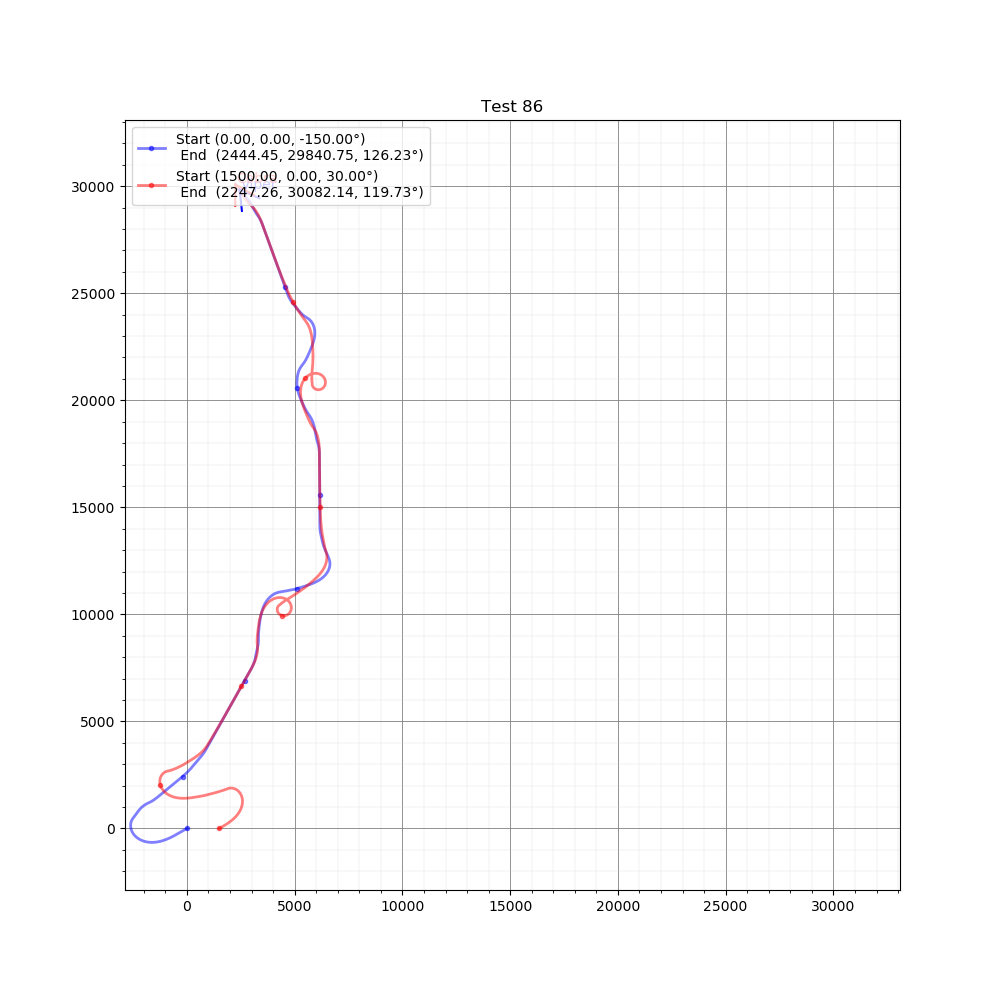 Test 86
Start (0.00, 0.00, -150.00°)
End (2444.45, 29840.75, 126.23°)
Start (1500.00, 0.00, 30.00°)
End (2247.26, 30082.14, 119.73°)
30000
25000
20000
15000
10000
5000
0
0 5000 10000 15000 20000 25000 30000